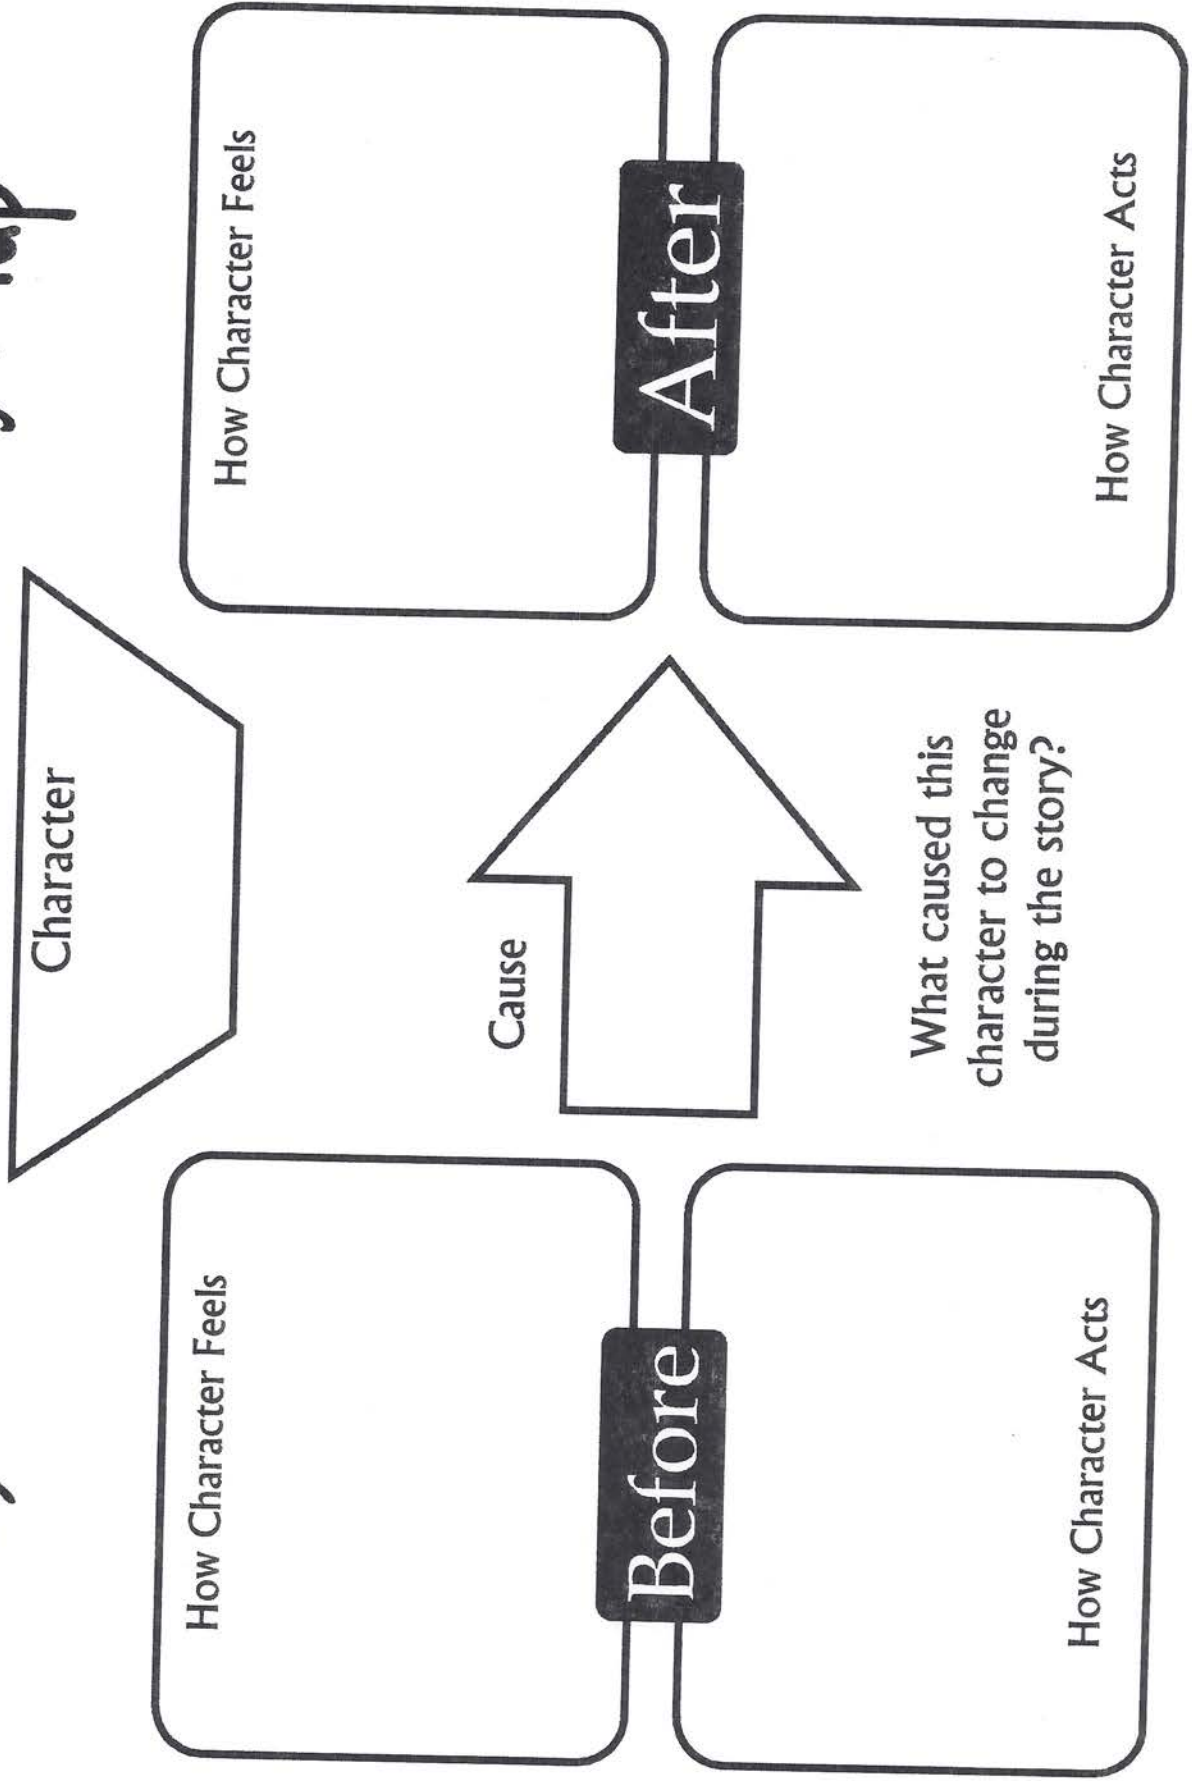 Character
How Character Feels
Before
How Character Acts
Cause
What caused this
character to change
during the story?
How Character Feels
After
How Character Acts